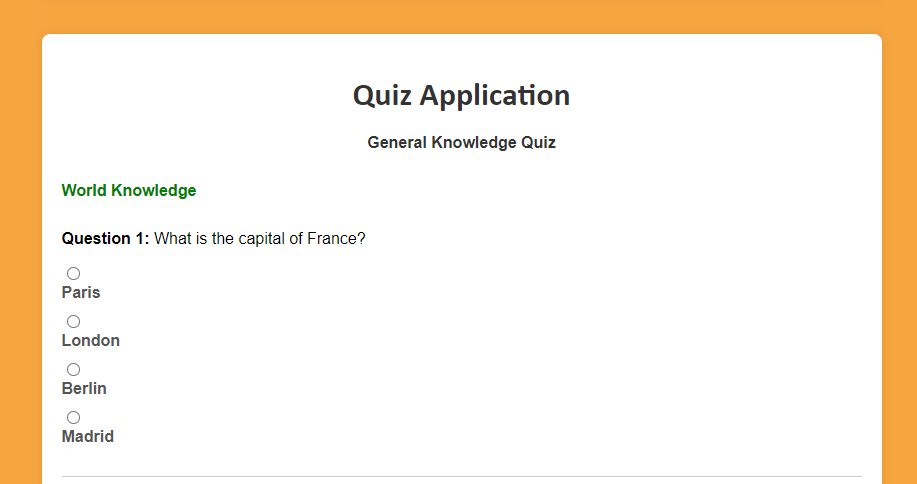 Quiz Application
General Knowledge Quiz
World Knowledge
Question 1: What is the capital of France?
Paris
London
Berlin
Madrid